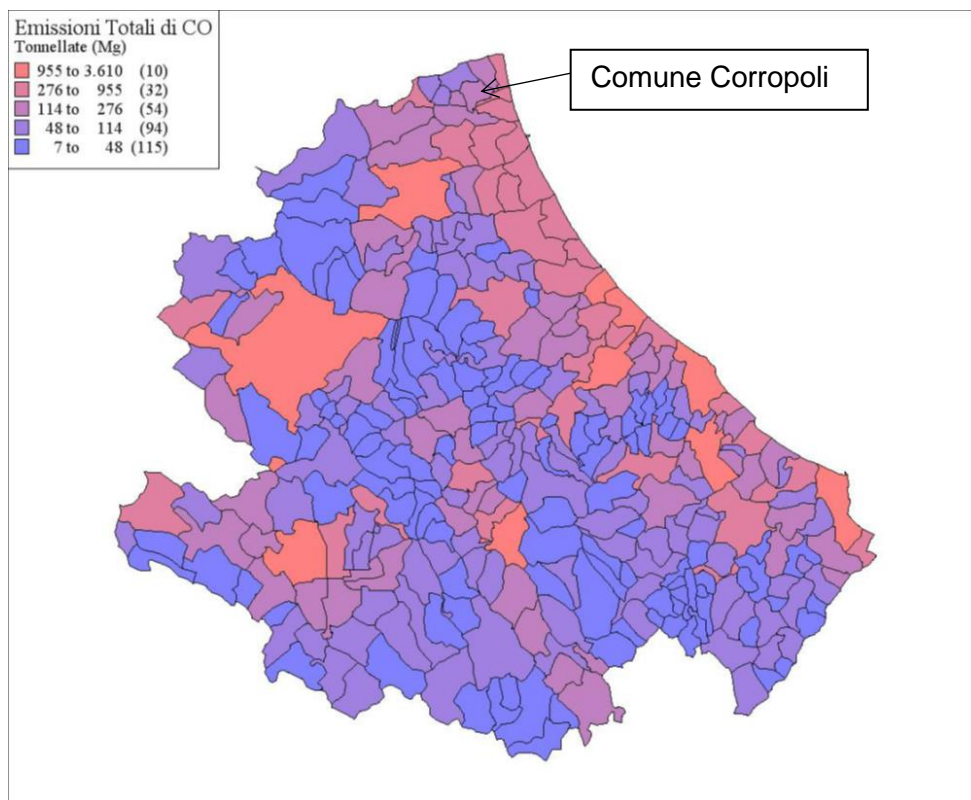 Emissioni Totali di CO
Tonnellate (Mg)
955 to 3.610 (10)
276 to 955 (32)
114 to 276 (54)
48 to 114 (94)
7 to 48 (115)
Comune Corropoli